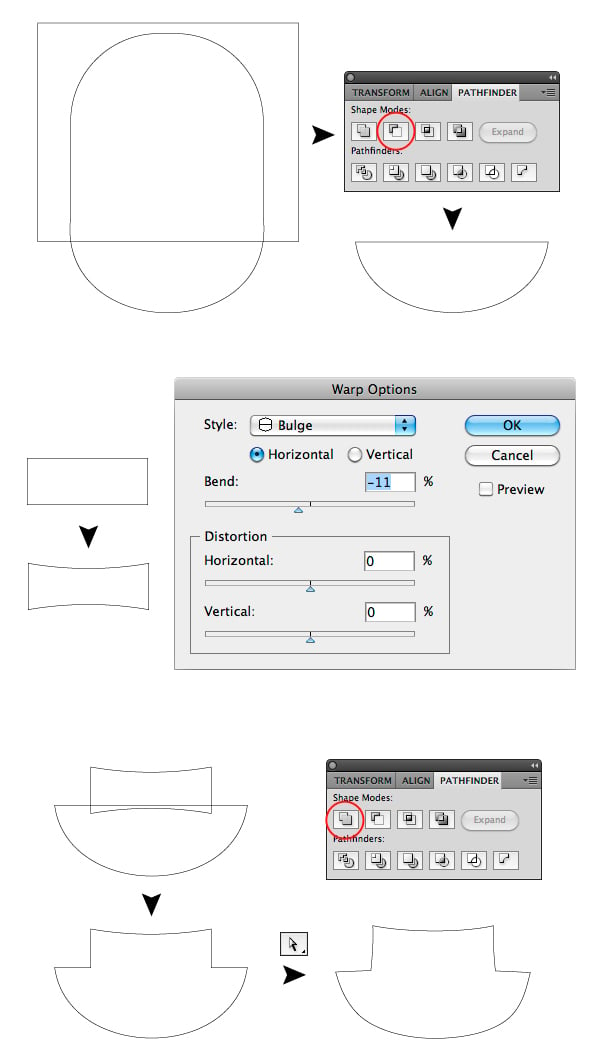 TRANSFORM ALIGN PATHFINDER
Shape Modes:
Expand
Pathfinders:
Warp Options
Style: Bulge OK
Horizontal Vertical Cancel
Bend: -11 % Preview
Distortion
Horizontal: 0 %
Vertical: 0 %
TRANSFORM ALIGN PATHFINDER
Shape Modes:
Expand
Pathfinders: